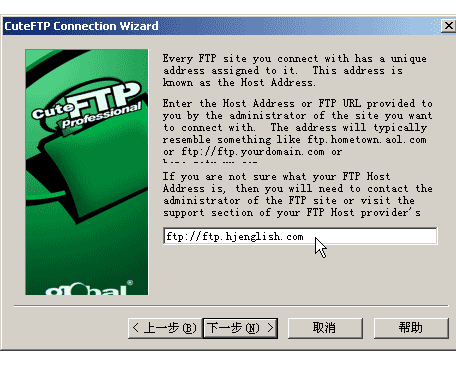 CuteFTP Connection Wizard
CuteFTP
Professional
Every FTP site you connect with has a unique
address assigned to it.  This address is
known as the Host Address.
Enter the Host Address or FTP URL provided to
you by the administrator of the site you want
to connect with.  The address will typically
resemble something like ftp.hometown.aol.com
or ftp://ftp.yourdomain.com or
If you are not sure what your FTP Host
Address is, then you will need to contact the
administrator of the FTP site or visit the
support section of your FTP Host provider's
ftp://ftp.hjenglish.com
< 上一步(B)
下一步(N) >
取消
帮助